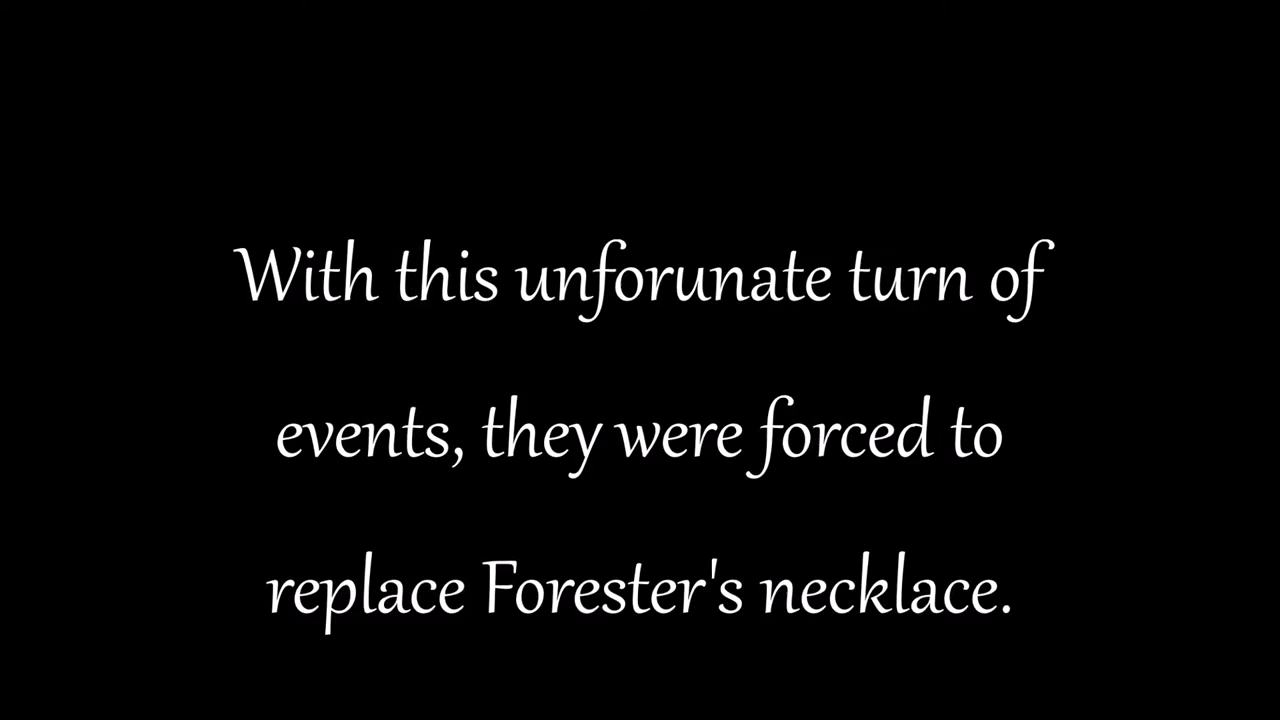 With this unforunate turn of
events, they were forced to
replace Forester's necklace.